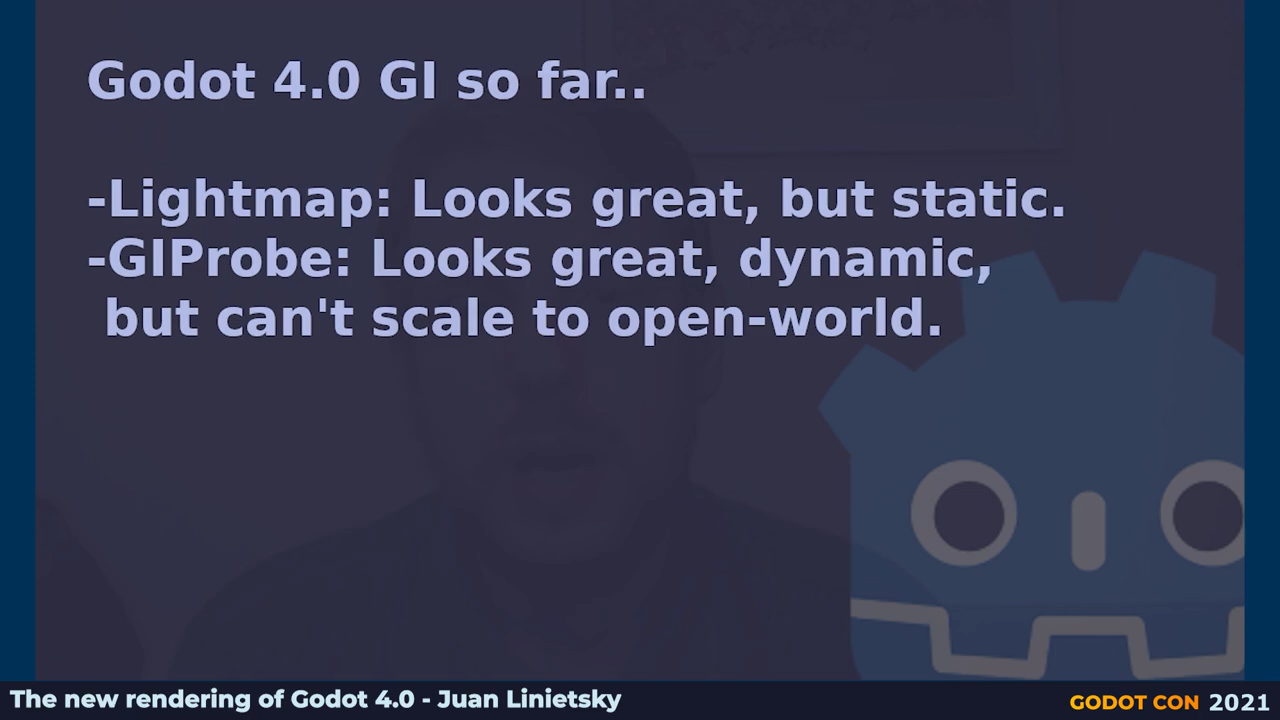 Godot 4.0 GI so far..
-Lightmap: Looks great, but static.
-GIProbe: Looks great, dynamic,
but can't scale to open-world.
The new rendering of Godot 4.0 - Juan Linietsky
GODOT CON 2021